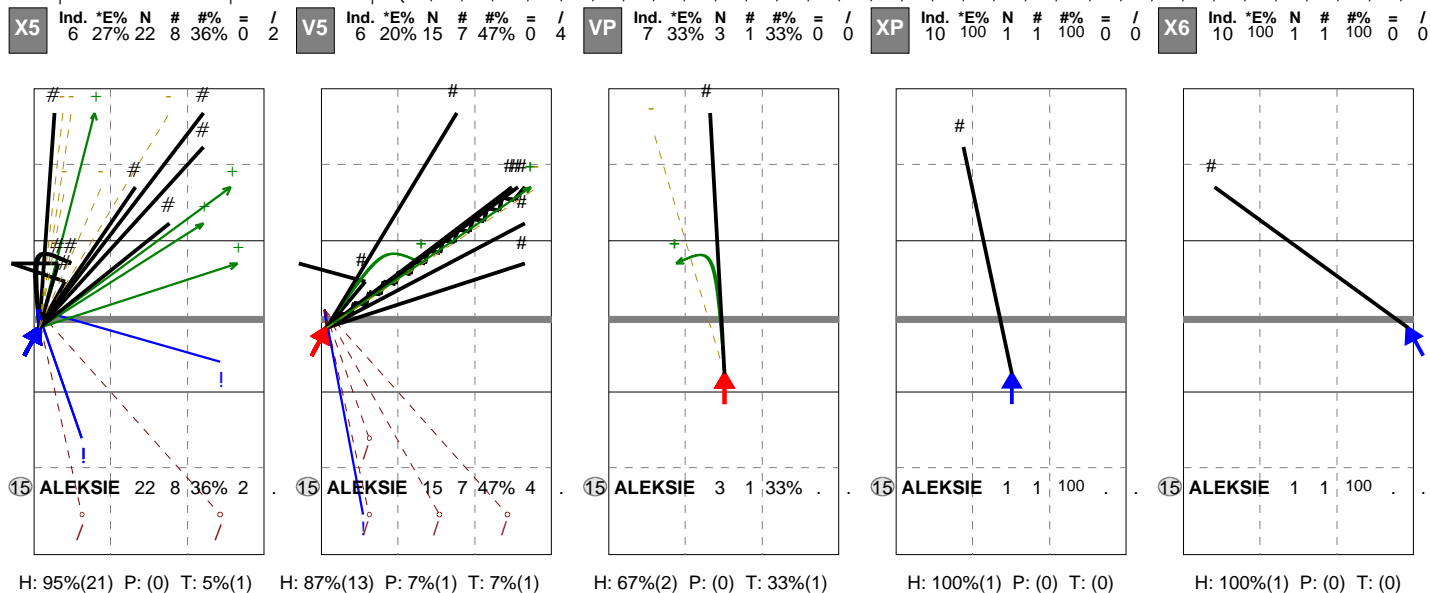 X5 Ind. *E% N # #% = /
6 27% 22 8 36% 0 2
V5 Ind. *E% N # #% = /
6 20% 15 7 47% 0 4
VP Ind. *E% N # #% = /
7 33% 3 1 33% 0 0
XP Ind. *E% N # #% = /
10 100 1 1 100 0 0
X6 Ind. *E% N # #% = /
10 100 1 1 100 0 0
15 ALEKSIE 22 8 36% 2 .
15 ALEKSIE 15 7 47% 4 .
15 ALEKSIE 3 1 33% . .
15 ALEKSIE 1 1 100 . .
15 ALEKSIE 1 1 100 . .
H: 95%(21) P: (0) T: 5%(1)
H: 87%(13) P: 7%(1) T: 7%(1)
H: 67%(2) P: (0) T: 33%(1)
H: 100%(1) P: (0) T: (0)
H: 100%(1) P: (0) T: (0)